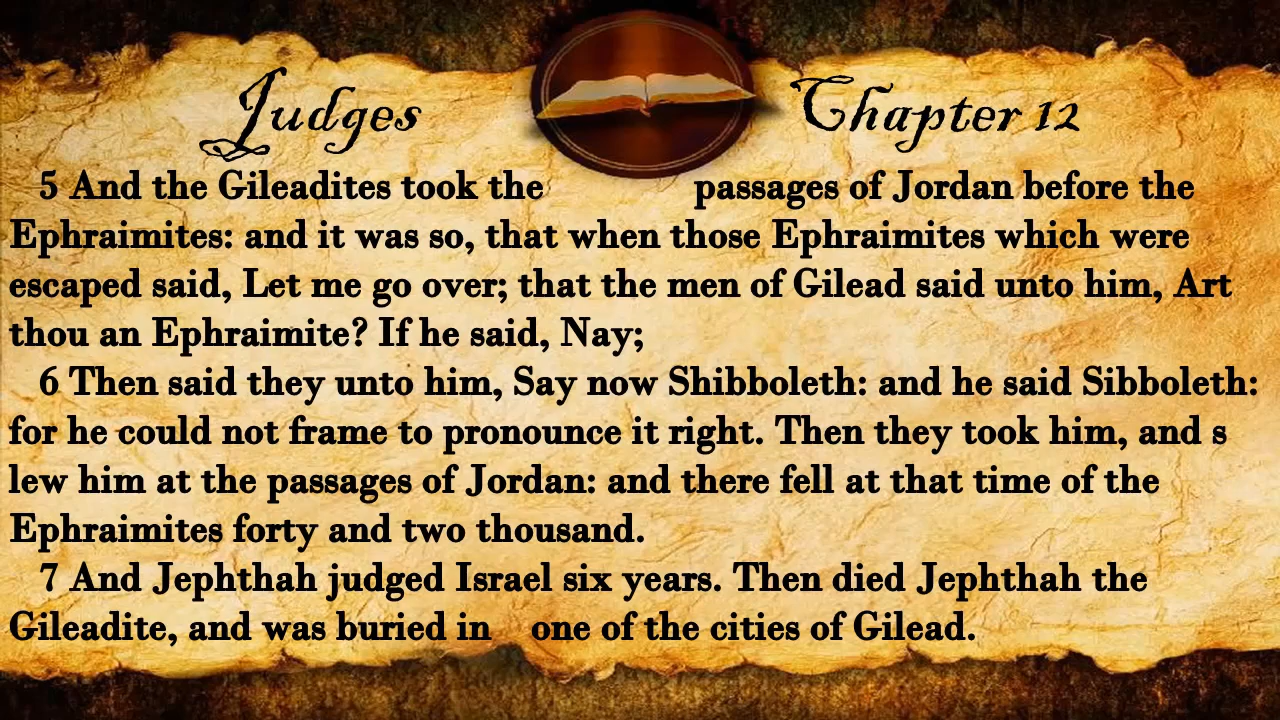 Judges Chapter 12
5 And the Gileadites took the passages of Jordan before the
Ephraimites: and it was so, that when those Ephraimites which were
escaped said, Let me go over; that the men of Gilead said unto him, Art
thou an Ephraimite? If he said, Nay;
6 Then said they unto him, Say now Shibboleth: and he said Sibboleth:
for he could not frame to pronounce it right. Then they took him, and s
lew him at the passages of Jordan: and there fell at that time of the
Ephraimites forty and two thousand.
7 And Jephthah judged Israel six years. Then died Jephthah the
Gileadite, and was buried in one of the cities of Gilead.